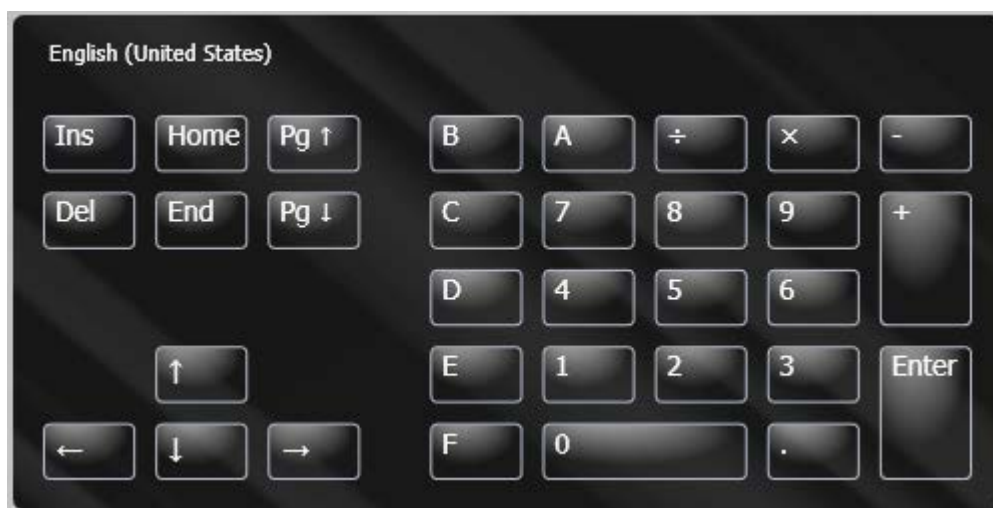 English (United States)
Ins Home Pg ↑ B A ÷ × -
Del End Pg ↓ C 7 8 9 +
D 4 5 6
↑ E 1 2 3 Enter
← ↓ → F 0 .